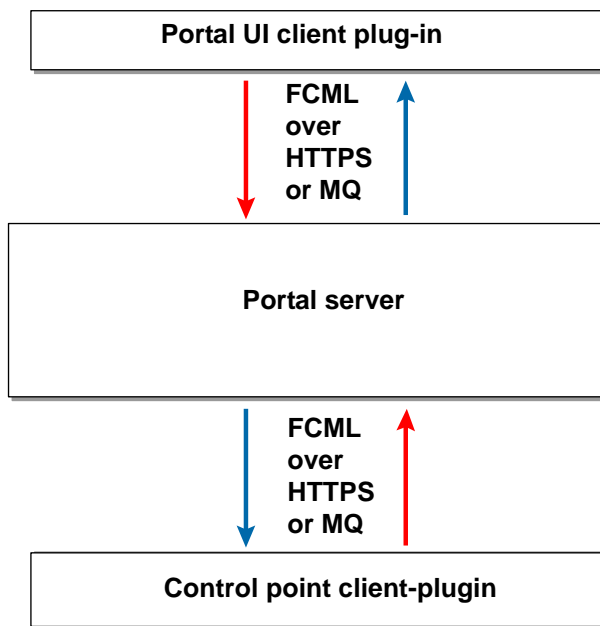 Portal UI client plug-in
FCML
over
HTTPS
or MQ
Portal server
FCML
over
HTTPS
or MQ
Control point client-plugin